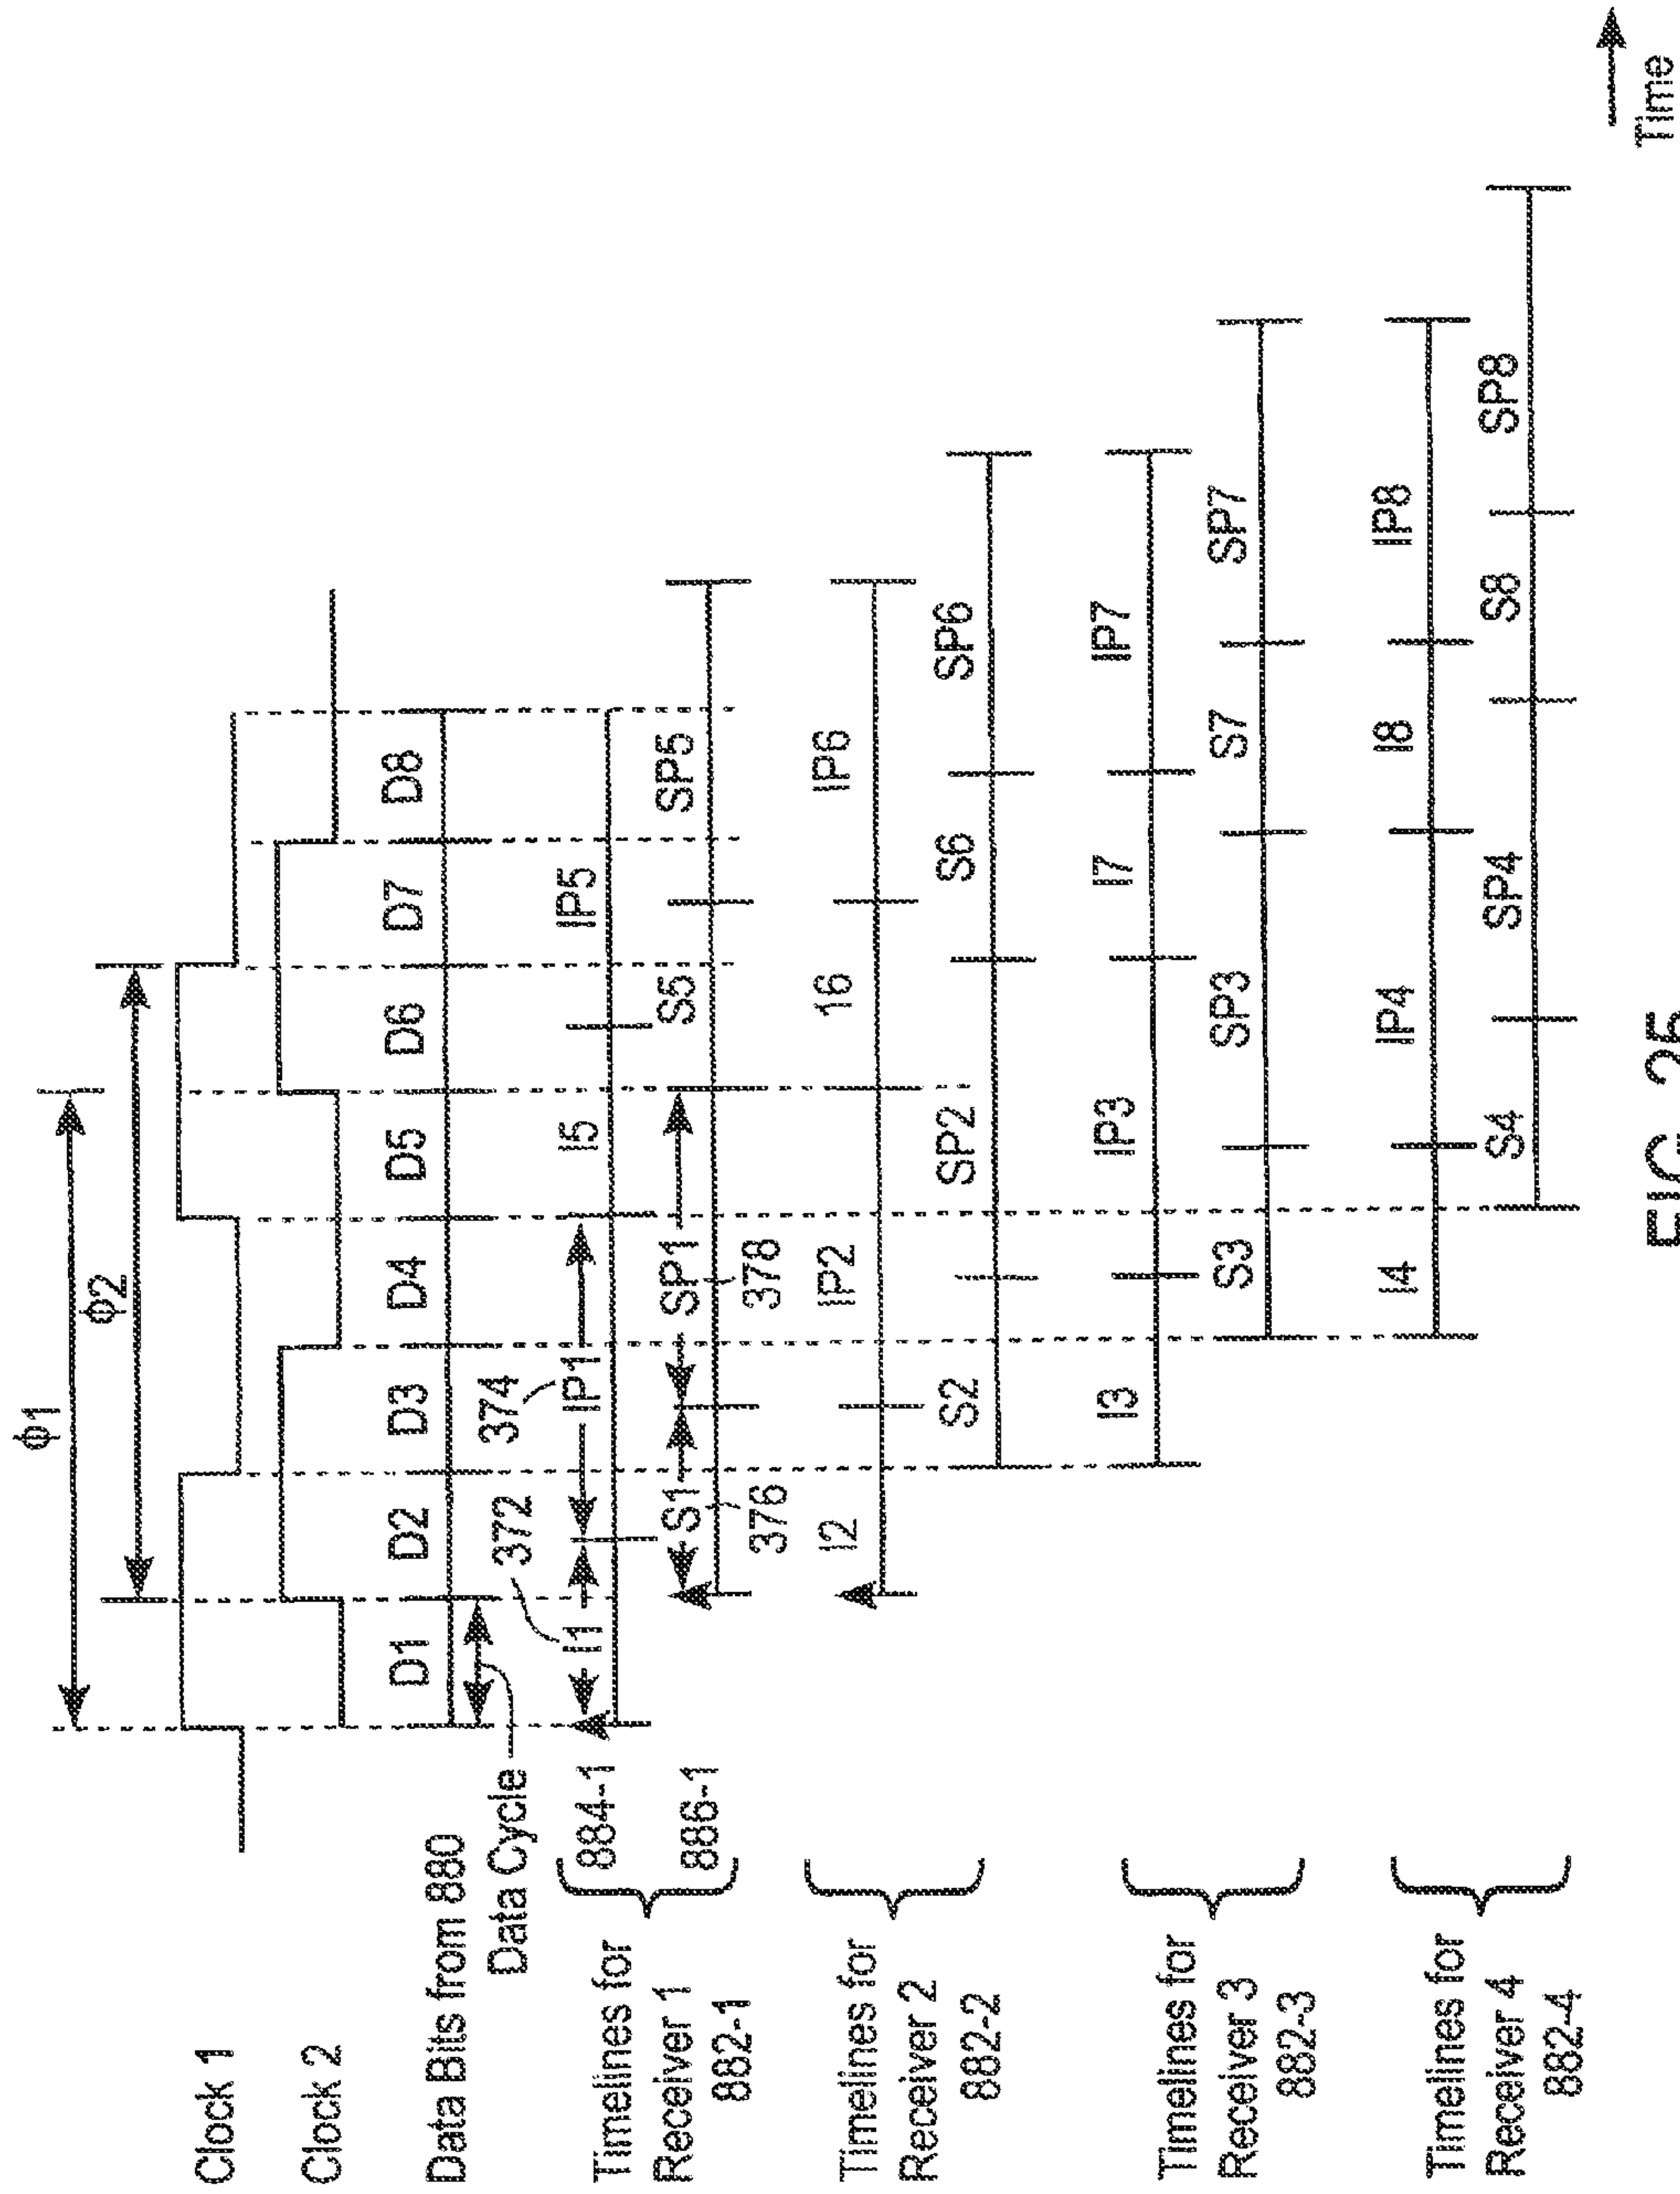 ϕ1
ϕ2
Clock 1
Clock 2
Data Bits from 880
D1 D2 D3 D4 D5 D6 D7 D8
Data Cycle
372
374
Timelines for
Receiver 1
882-1
884-1
I1 IP1 I5 IP5
886-1
S1 SP1 S5 SP5
376
378
Timelines for
Receiver 2
882-2
I2 IP2 16 IP6
S2 SP2 S6 SP6
Timelines for
Receiver 3
882-3
I3 IP3 I7 IP7
S3 SP3 S7 SP7
Timelines for
Receiver 4
882-4
I4 IP4 I8 IP8
S4 SP4 S8 SP8
Time
FIG. 25